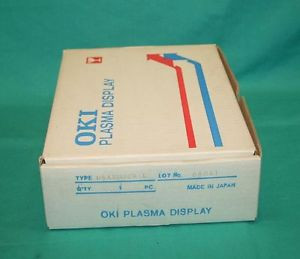 OKI
PLASMA DISPLAY
TYPE
LOT No
Q'TY 1 PC.
MADE IN JAPAN
OKI PLASMA DISPLAY